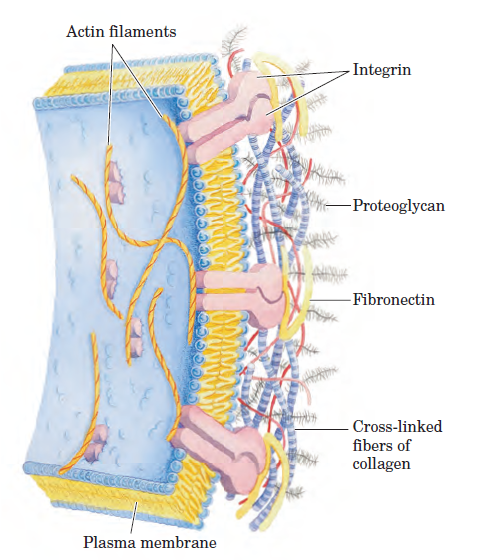 Actin filaments
Integrin
Proteoglycan
Fibronectin
Cross-linked
fibers of
collagen
Plasma membrane